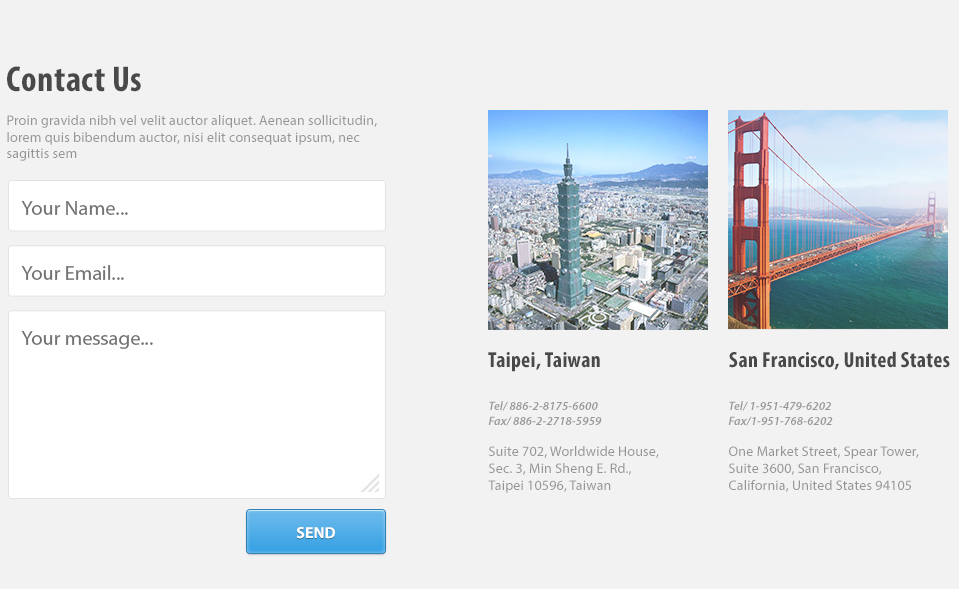 Contact Us
Proin gravida nibh vel velit auctor aliquet. Aenean sollicitudin,
lorem quis bibendum auctor, nisi elit consequat ipsum, nec
sagittis sem
Your Name...
Your Email...
Your message...
SEND
Taipei, Taiwan
Tel/ 886-2-8175-6600
Fax/ 886-2-2718-5959
Suite 702, Worldwide House,
Sec. 3, Min Sheng E. Rd.,
Taipei 10596, Taiwan
San Francisco, United States
Tel/ 1-951-479-6202
Fax/1-951-768-6202
One Market Street, Spear Tower,
Suite 3600, San Francisco,
California, United States 94105